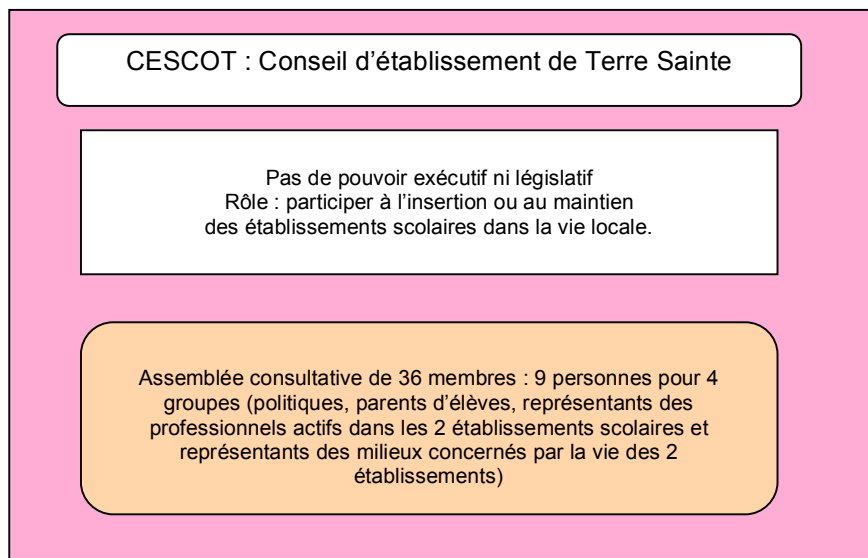 CESCOT : Conseil d’établissement de Terre Sainte
Pas de pouvoir exécutif ni législatif
Rôle : participer à l’insertion ou au maintien
des établissements scolaires dans la vie locale.
Assemblée consultative de 36 membres : 9 personnes pour 4
groupes (politiques, parents d’élèves, représentants des
professionnels actifs dans les 2 établissements scolaires et
représentants des milieux concernés par la vie des 2
établissements)